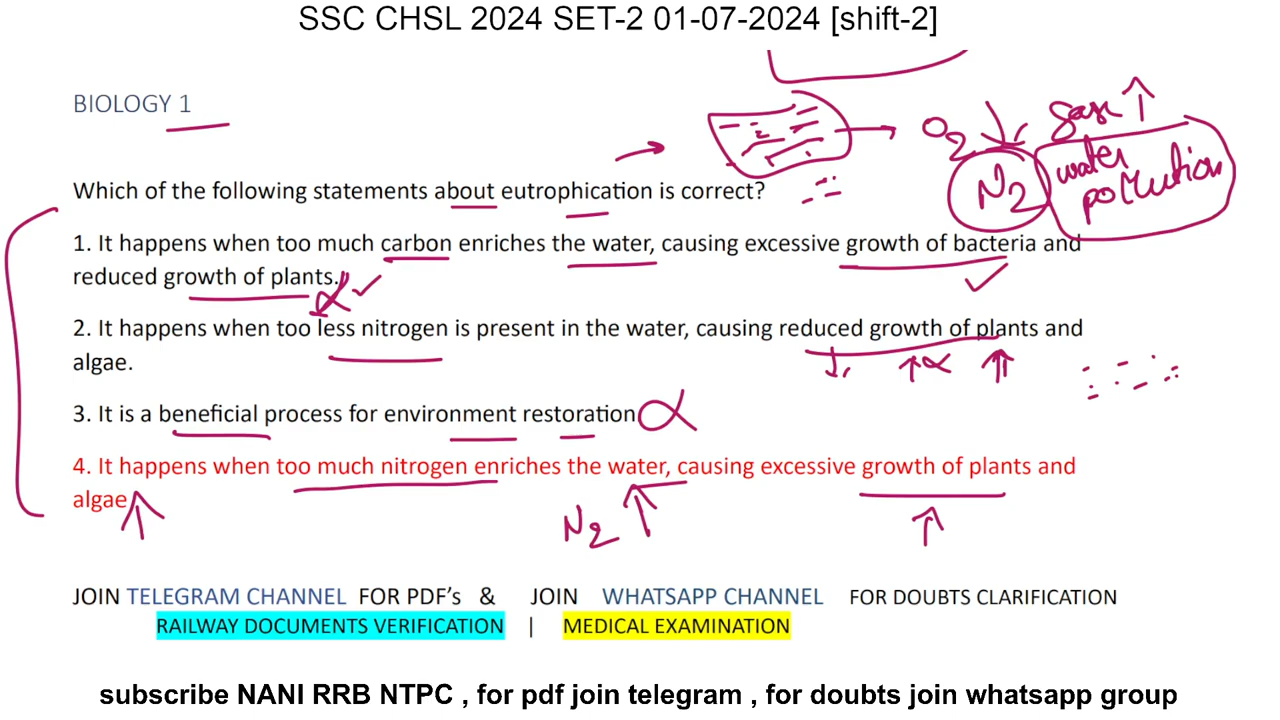 SSC CHSL 2024 SET-2 01-07-2024 [shift-2]
BIOLOGY 1
O2 gase
N2 water pollution
Which of the following statements about eutrophication is correct?
1. It happens when too much carbon enriches the water, causing excessive growth of bacteria and
reduced growth of plants.
2. It happens when too less nitrogen is present in the water, causing reduced growth of plants and
algae.
3. It is a beneficial process for environment restoration
4. It happens when too much nitrogen enriches the water, causing excessive growth of plants and
algae
N2
JOIN TELEGRAM CHANNEL FOR PDF’s & JOIN WHATSAPP CHANNEL FOR DOUBTS CLARIFICATION
RAILWAY DOCUMENTS VERIFICATION | MEDICAL EXAMINATION
subscribe NANI RRB NTPC , for pdf join telegram , for doubts join whatsapp group